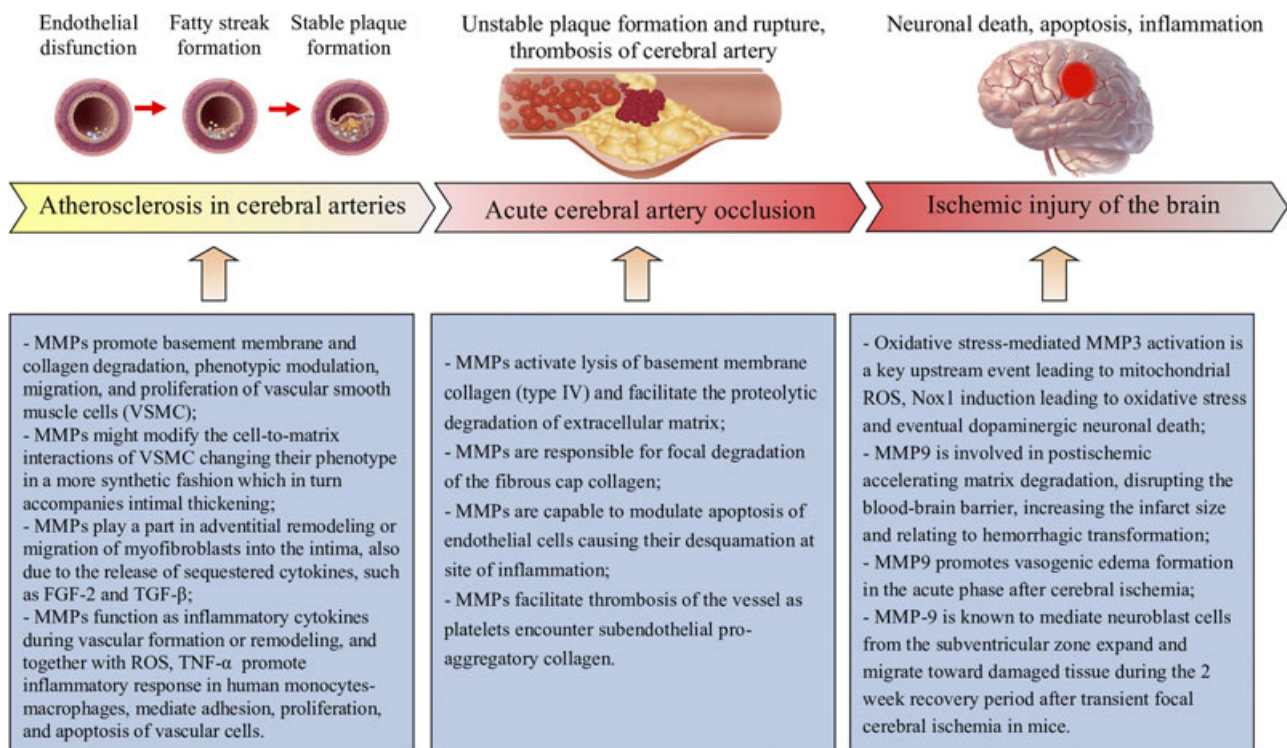 Endothelial
disfunction
Fatty streak
formation
Stable plaque
formation
Unstable plaque formation and rupture,
thrombosis of cerebral artery
Neuronal death, apoptosis, inflammation
Atherosclerosis in cerebral arteries
Acute cerebral artery occlusion
Ischemic injury of the brain
- MMPs promote basement membrane and
collagen degradation, phenotypic modulation,
migration, and proliferation of vascular smooth
muscle cells (VSMC);
- MMPs might modify the cell-to-matrix
interactions of VSMC changing their phenotype
in a more synthetic fashion which in turn
accompanies intimal thickening;
- MMPs play a part in adventitial remodeling or
migration of myofibroblasts into the intima, also
due to the release of sequestered cytokines, such
as FGF-2 and TGF-β;
- MMPs function as inflammatory cytokines
during vascular formation or remodeling, and
together with ROS, TNF-α promote
inflammatory response in human monocytes-
macrophages, mediate adhesion, proliferation,
and apoptosis of vascular cells.
- MMPs activate lysis of basement membrane
collagen (type IV) and facilitate the proteolytic
degradation of extracellular matrix;
- MMPs are responsible for focal degradation
of the fibrous cap collagen;
- MMPs are capable to modulate apoptosis of
endothelial cells causing their desquamation at
site of inflammation;
- MMPs facilitate thrombosis of the vessel as
platelets encounter subendothelial pro-
aggregatory collagen.
- Oxidative stress-mediated MMP3 activation is
a key upstream event leading to mitochondrial
ROS, Nox1 induction leading to oxidative stress
and eventual dopaminergic neuronal death;
- MMP9 is involved in postischemic
accelerating matrix degradation, disrupting the
blood-brain barrier, increasing the infarct size
and relating to hemorrhagic transformation;
- MMP9 promotes vasogenic edema formation
in the acute phase after cerebral ischemia;
- MMP-9 is known to mediate neuroblast cells
from the subventricular zone expand and
migrate toward damaged tissue during the 2
week recovery period after transient focal
cerebral ischemia in mice.